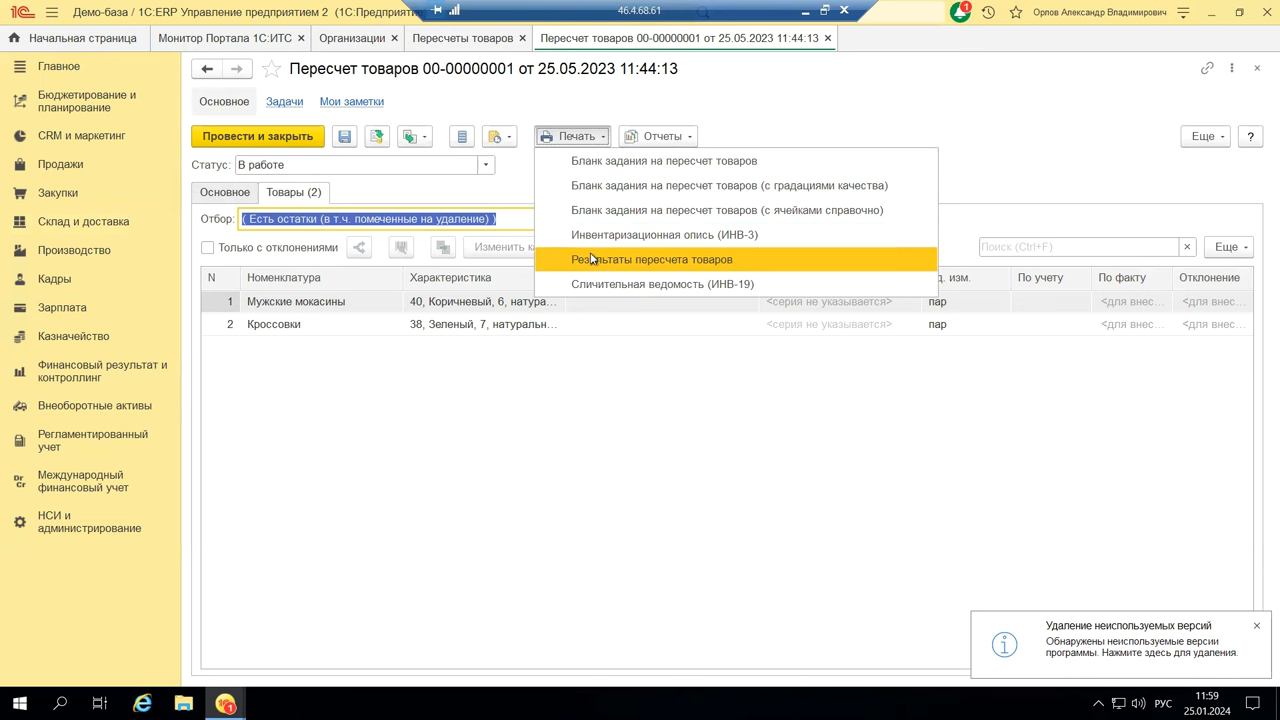 Демо-база / 1С:ERP Управление предприятием 2 (1С:Предприяти
46.4.68.61
1
Орлов Александр Владимирович
Начальная страница
Монитор Портала 1С:ИТС ×
Организации ×
Пересчеты товаров ×
Пересчет товаров 00-00000001 от 25.05.2023 11:44:13 ×
Главное
Бюджетирование и
планирование
CRM и маркетинг
Продажи
Закупки
Склад и доставка
Производство
Кадры
Зарплата
Казначейство
Финансовый результат и
контроллинг
Внеоборотные активы
Регламентированный
учет
Международный
финансовый учет
НСИ и
администрирование
Пересчет товаров 00-00000001 от 25.05.2023 11:44:13
Основное Задачи Мои заметки
Провести и закрыть Печать Отчеты Еще ?
Статус: В работе
Основное Товары (2)
Отбор: ( Есть остатки (в т.ч. помеченные на удаление) )
Только с отклонениями
Поиск (Ctrl+F) × Еще
Бланк задания на пересчет товаров
Бланк задания на пересчет товаров (с градациями качества)
Бланк задания на пересчет товаров (с ячейками справочно)
Инвентаризационная опись (ИНВ-3)
Результаты пересчета товаров
Сличительная ведомость (ИНВ-19)
N Номенклатура Характеристика д. изм. По учету По факту Отклонение
1 Мужские мокасины 40, Коричневый, 6, натура... <серия не указывается> пар <для внес... <для внес...
2 Кроссовки 38, Зеленый, 7, натуральн... <серия не указывается> пар <для внес... <для внес...
Удаление неиспользуемых версий
Обнаружены неиспользуемые версии
программы. Нажмите здесь для удаления.
РУС
11:59
25.01.2024